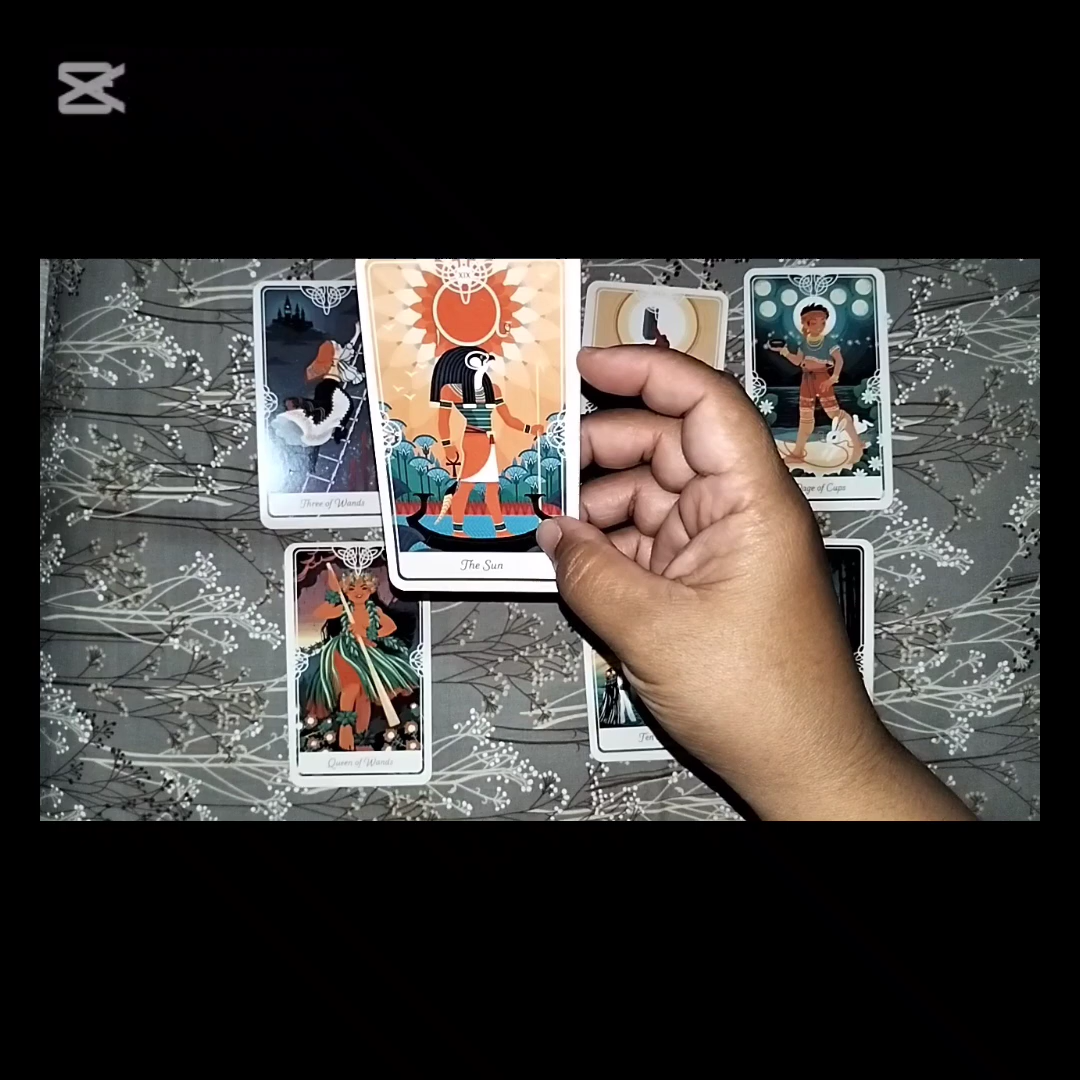 XIX
Three of Wands
The Sun
Page of Cups
Queen of Wands
Ten